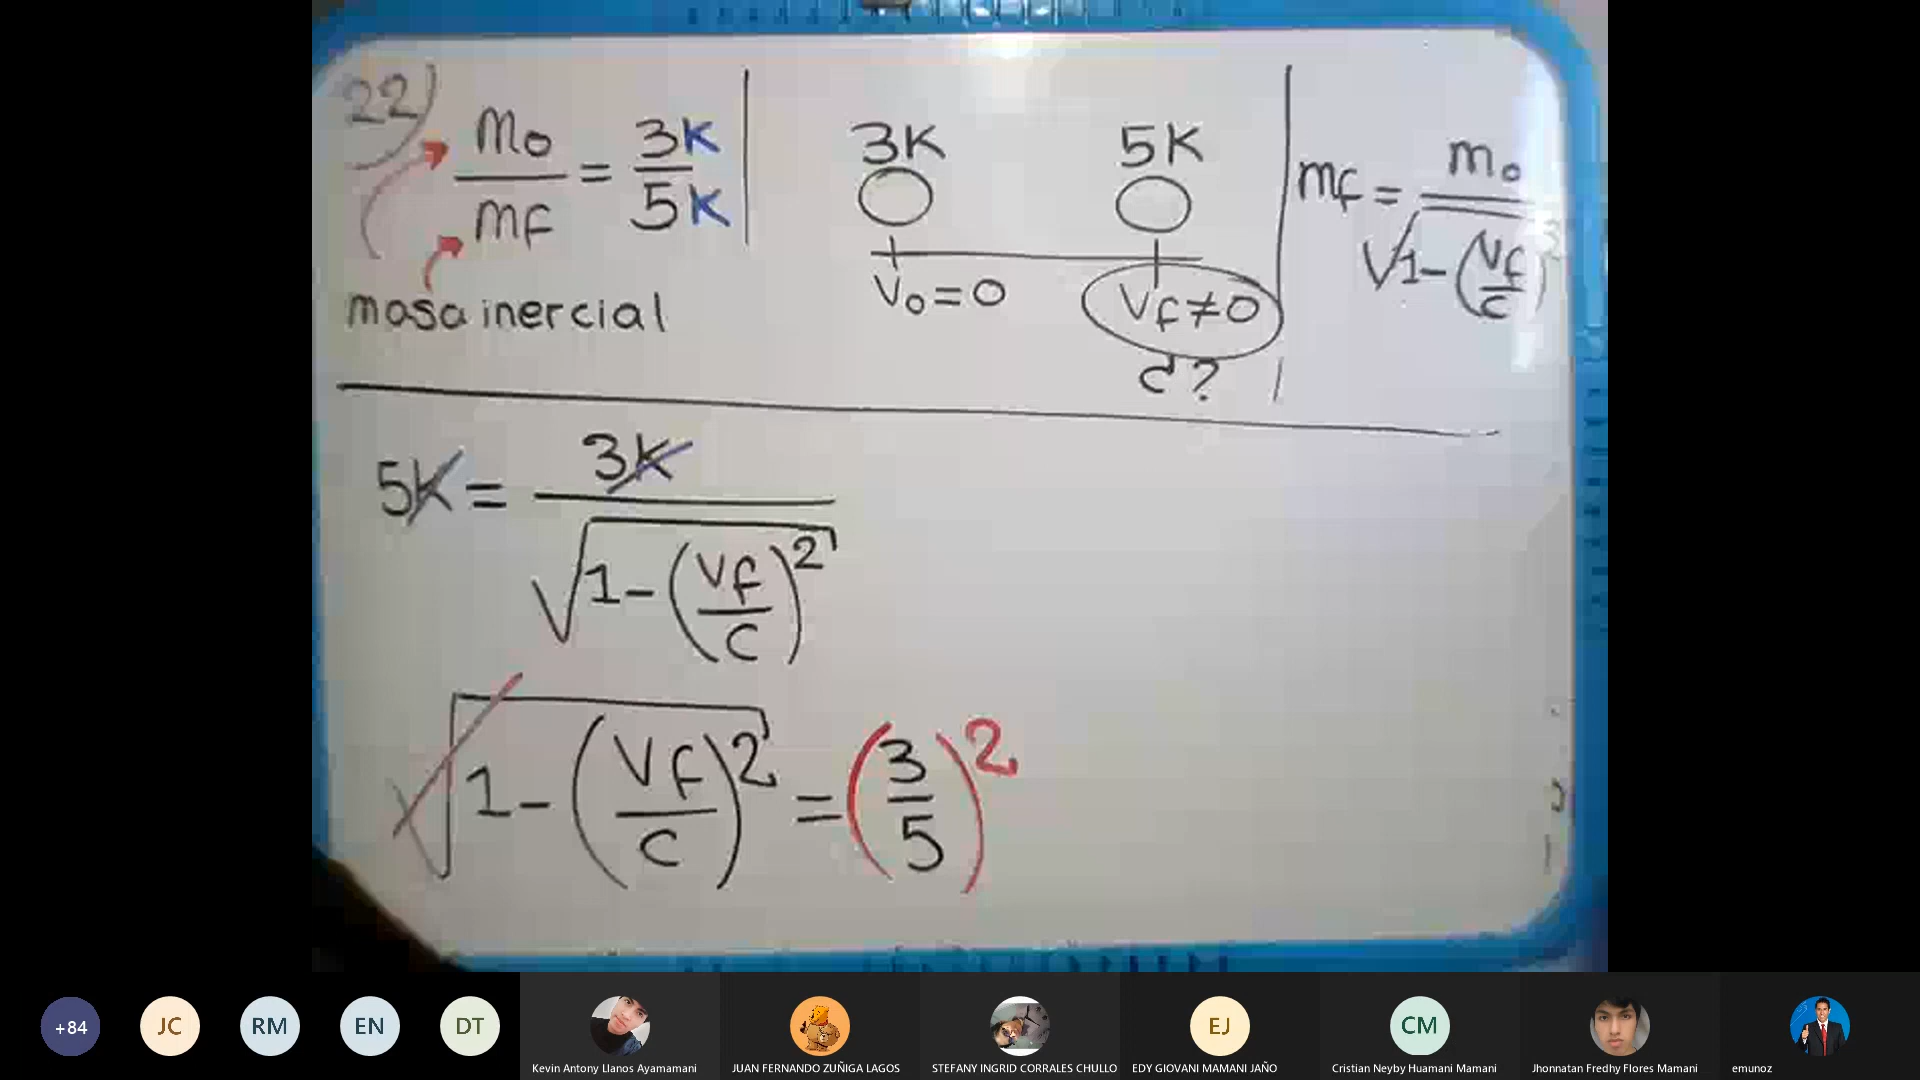 22)
mo/mf = 3K/5K
masa inercial
3K 5K
Vo=0 Vf≠0
c?
mf = mo/√1-(Vf/c)²
5K = 3K/√1-(Vf/c)²
√1-(Vf/c)² = (3/5)²
+84 JC RM EN DT EJ CM
Kevin Antony Llanos Ayamamani JUAN FERNANDO ZUÑIGA LAGOS STEFANY INGRID CORRALES CHULLO EDY GIOVANI MAMANI JAÑO Cristian Neyby Huamani Mamani Jhonnatan Fredhy Flores Mamani emunoz